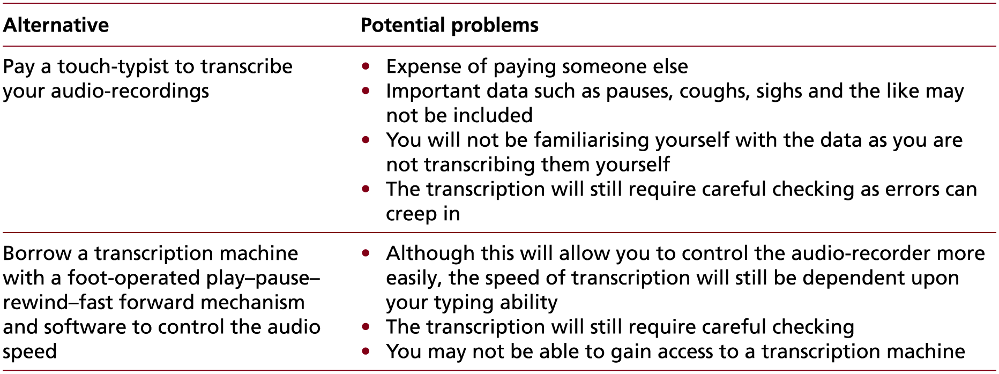 Alternative
Potential problems
Pay a touch-typist to transcribe
your audio-recordings
• Expense of paying someone else
• Important data such as pauses, coughs, sighs and the like may
not be included
• You will not be familiarising yourself with the data as you are
not transcribing them yourself
• The transcription will still require careful checking as errors can
creep in
Borrow a transcription machine
with a foot-operated play–pause–
rewind–fast forward mechanism
and software to control the audio
speed
• Although this will allow you to control the audio-recorder more
easily, the speed of transcription will still be dependent upon
your typing ability
• The transcription will still require careful checking
• You may not be able to gain access to a transcription machine